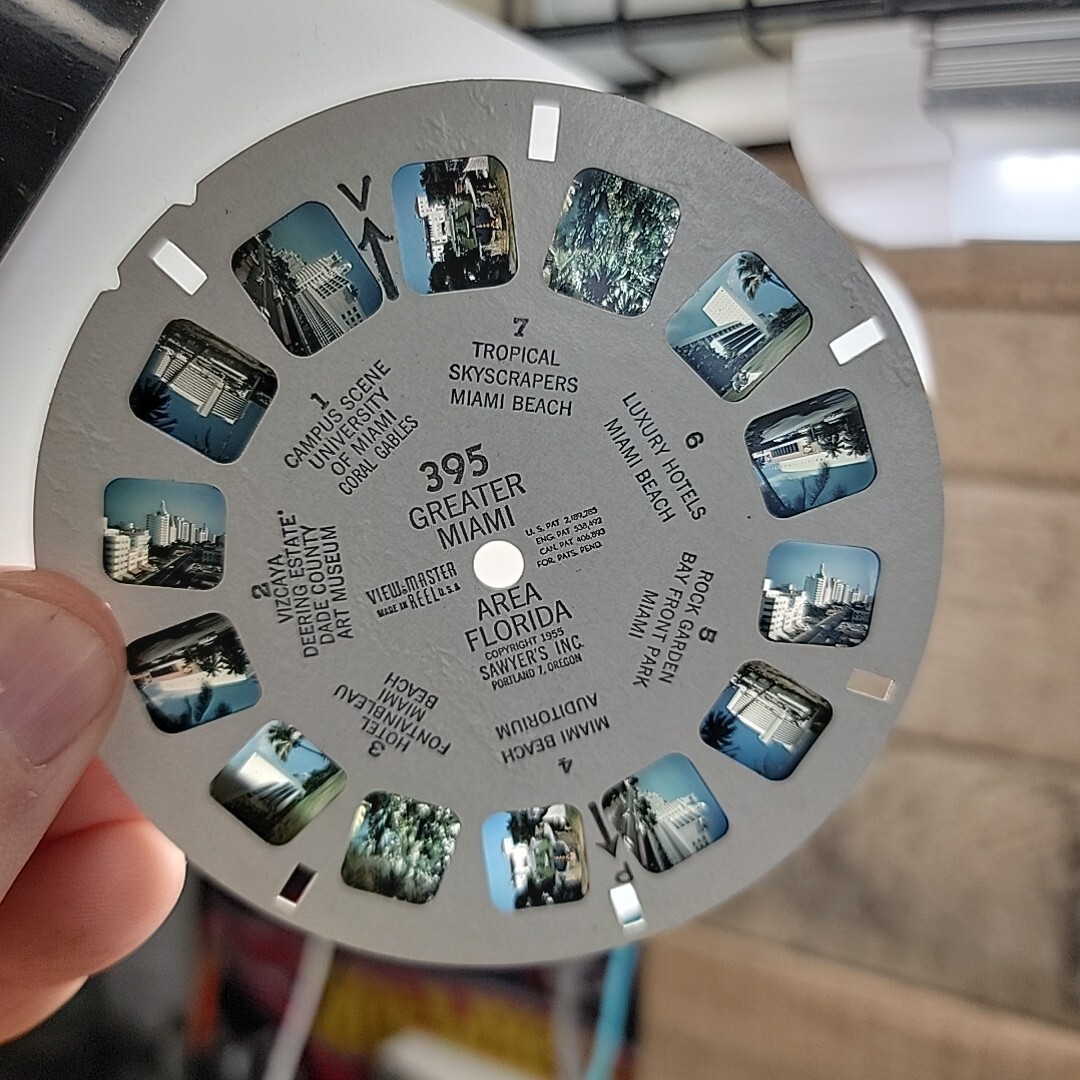 V
↑
395
GREATER
MIAMI
U.S. PAT 2,189,285
ENG. PAT 538,492
CAN. PAT 406,893
FOR. PATS. PEND.
VIEW-MASTER
MADE IN REEL U.S.A.
AREA
FLORIDA
COPYRIGHT 1955
SAWYER'S INC.
PORTLAND 7, OREGON
1
CAMPUS SCENE
UNIVERSITY
OF MIAMI
CORAL GABLES
2
VIZCAYA
DEERING ESTATE"
DADE COUNTY
ART MUSEUM
3
HOTEL
FONTAINBLEAU
MIAMI
BEACH
4
MIAMI BEACH
AUDITORIUM
5
ROCK GARDEN
BAY FRONT PARK
MIAMI
6
LUXURY HOTELS
MIAMI BEACH
7
TROPICAL
SKYSCRAPERS
MIAMI BEACH